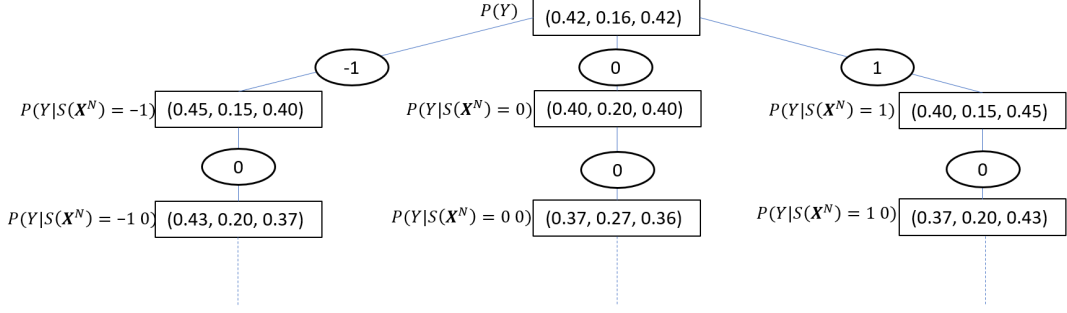 P(Y) (0.42, 0.16, 0.42)
-1 0 1
P(Y|S(X^N) = −1) (0.45, 0.15, 0.40) P(Y|S(X^N) = 0) (0.40, 0.20, 0.40) P(Y|S(X^N) = 1) (0.40, 0.15, 0.45)
0 0 0
P(Y|S(X^N) = −1 0) (0.43, 0.20, 0.37) P(Y|S(X^N) = 0 0) (0.37, 0.27, 0.36) P(Y|S(X^N) = 1 0) (0.37, 0.20, 0.43)